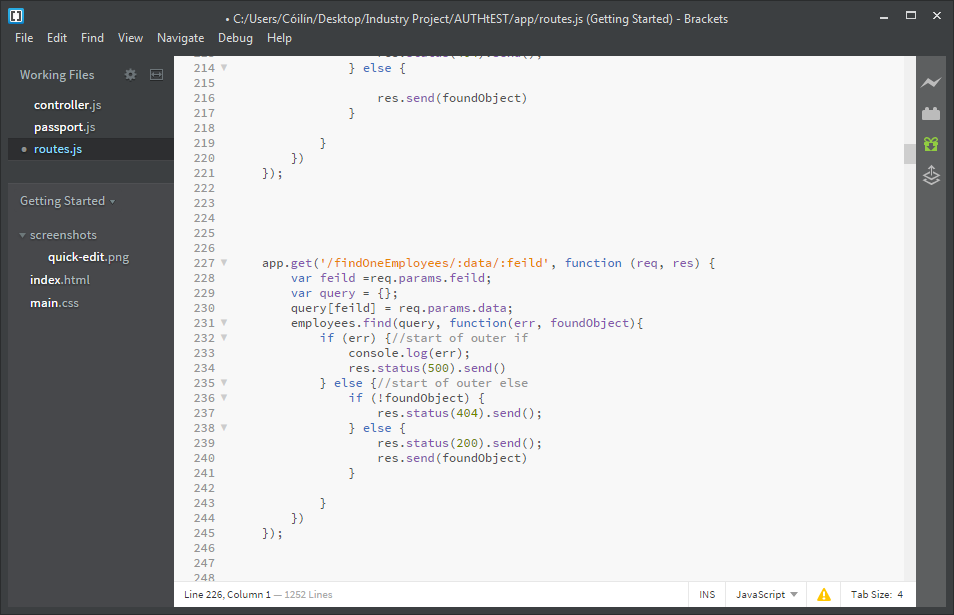 • C:/Users/Cóilín/Desktop/Industry Project/AUTHtEST/app/routes.js (Getting Started) - Brackets
File Edit Find View Navigate Debug Help
Working Files
controller.js
passport.js
routes.js
Getting Started
screenshots
quick-edit.png
index.html
main.css
214 } else {
215
216 res.send(foundObject)
217 }
218
219 }
220 })
221 });
222
223
224
225
226
227 app.get('/findOneEmployees/:data/:feild', function (req, res) {
228 var feild =req.params.feild;
229 var query = {};
230 query[feild] = req.params.data;
231 employees.find(query, function(err, foundObject){
232 if (err) {//start of outer if
233 console.log(err);
234 res.status(500).send()
235 } else {//start of outer else
236 if (!foundObject) {
237 res.status(404).send();
238 } else {
239 res.status(200).send();
240 res.send(foundObject)
241 }
242
243 }
244 })
245 });
246
247
248
Line 226, Column 1 — 1252 Lines
INS JavaScript Tab Size: 4